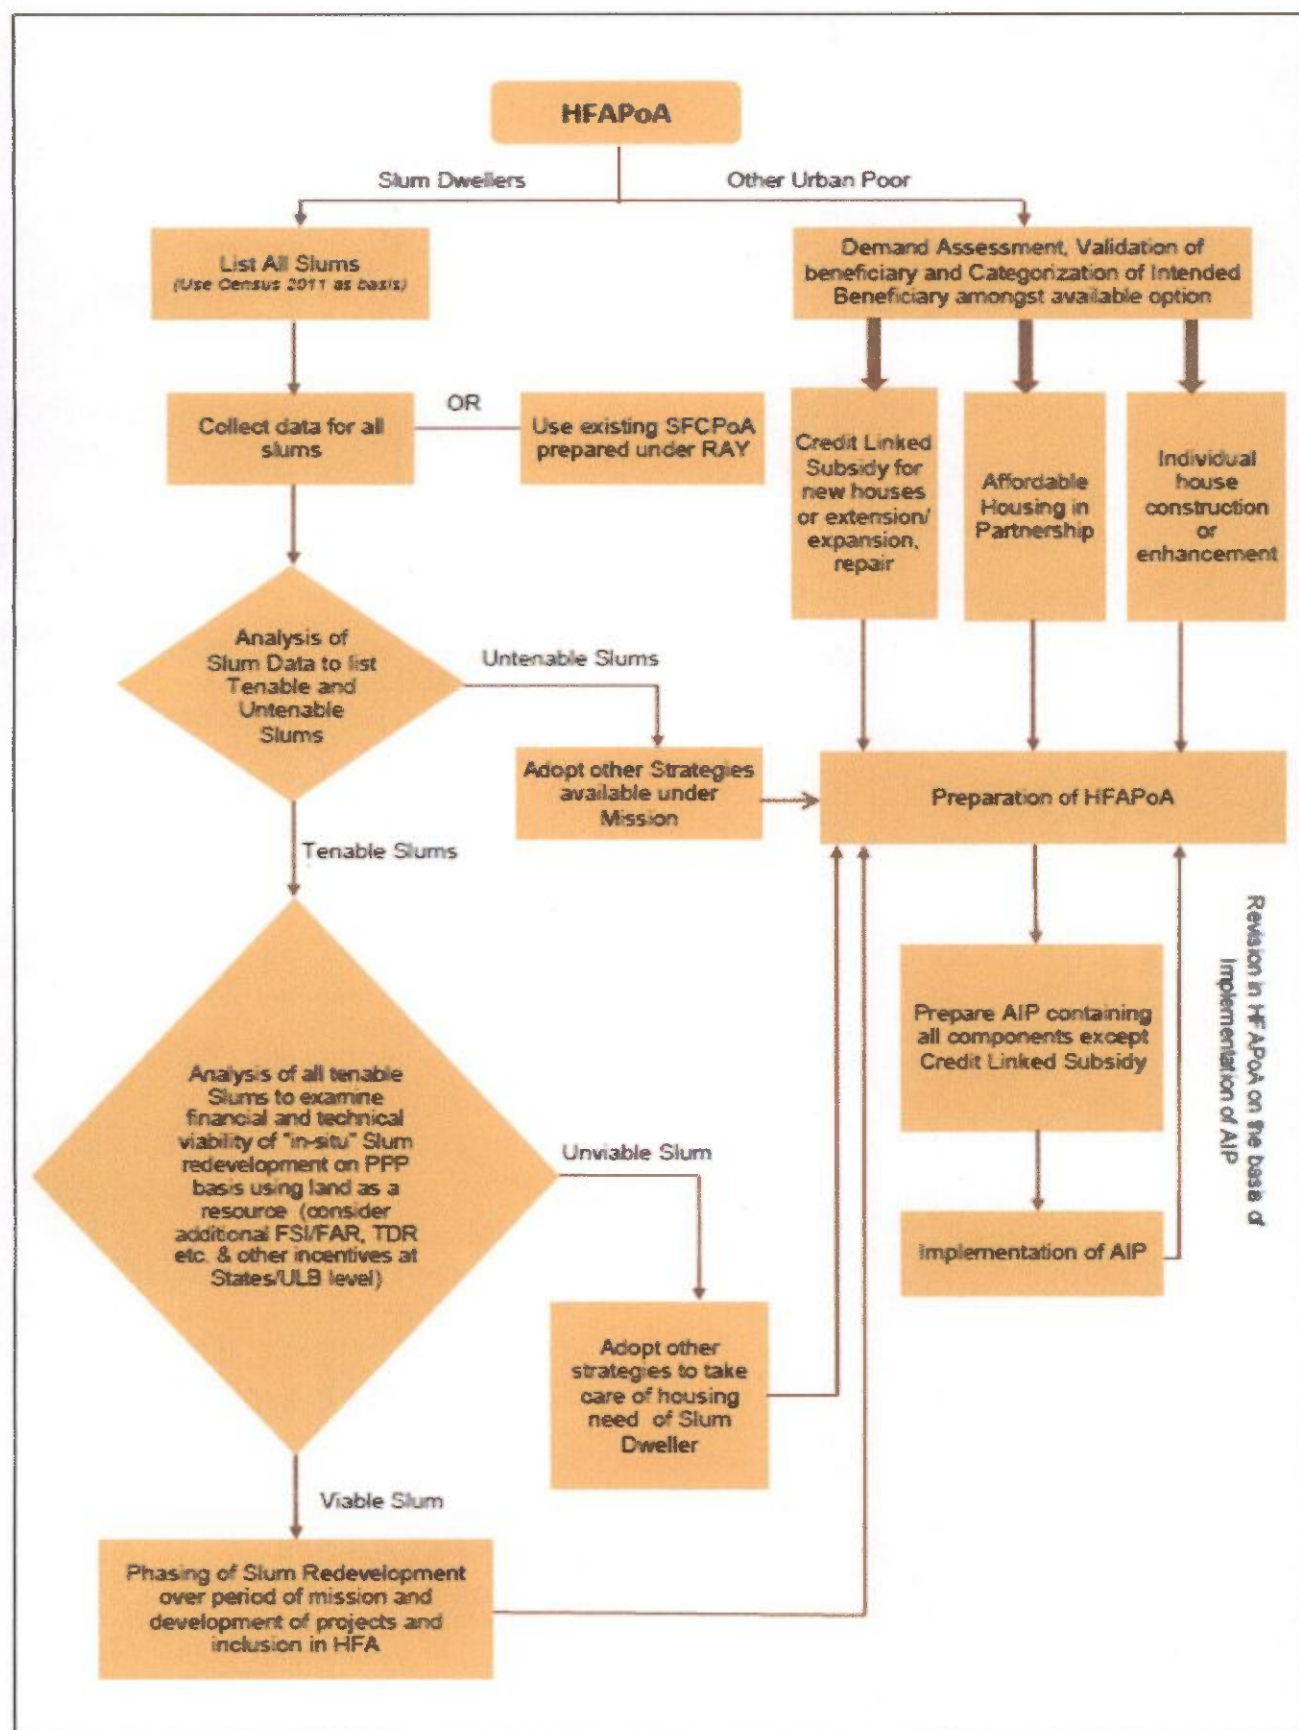 HFAPoA
Slum Dwellers
Other Urban Poor
List All Slums
(Use Census 2011 as basis)
Demand Assessment, Validation of
beneficiary and Categorization of Intended
Beneficiary amongst available option
Collect data for all
slums
OR
Use existing SFCPoA
prepared under RAY
Credit Linked
Subsidy for
new houses
or extension/
expansion,
repair
Affordable
Housing in
Partnership
Individual
house
construction
or
enhancement
Analysis of
Slum Data to list
Tenable and
Untenable
Slums
Untenable Slums
Adopt other Strategies
available under
Mission
Preparation of HFAPoA
Tenable Slums
Analysis of all tenable
Slums to examine
financial and technical
viability of "in-situ" Slum
redevelopment on PPP
basis using land as a
resource (consider
additional FSI/FAR, TDR
etc. & other incentives at
States/ULB level)
Unviable Slum
Prepare AIP containing
all components except
Credit Linked Subsidy
Revision in HFAPoA on the basis of
Implementation of AIP
Implementation of AIP
Adopt other
strategies to take
care of housing
need of Slum
Dweller
Viable Slum
Phasing of Slum Redevelopment
over period of mission and
development of projects and
inclusion in HFA